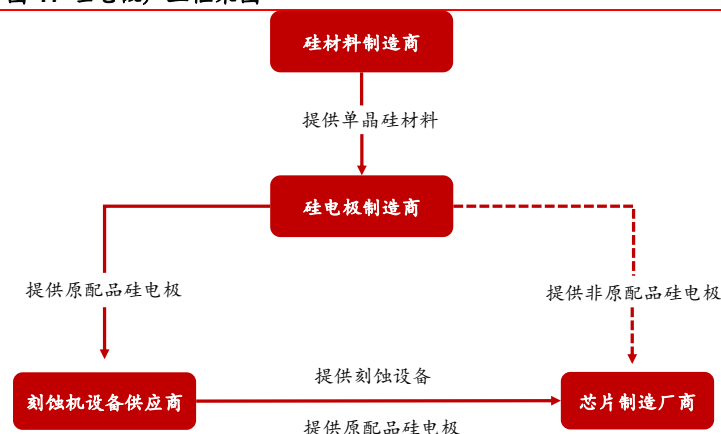 硅材料制造商
提供单晶硅材料
硅电极制造商
提供原配品硅电极
提供非原配品硅电极
提供刻蚀设备
刻蚀机设备供应商
芯片制造厂商
提供原配品硅电极